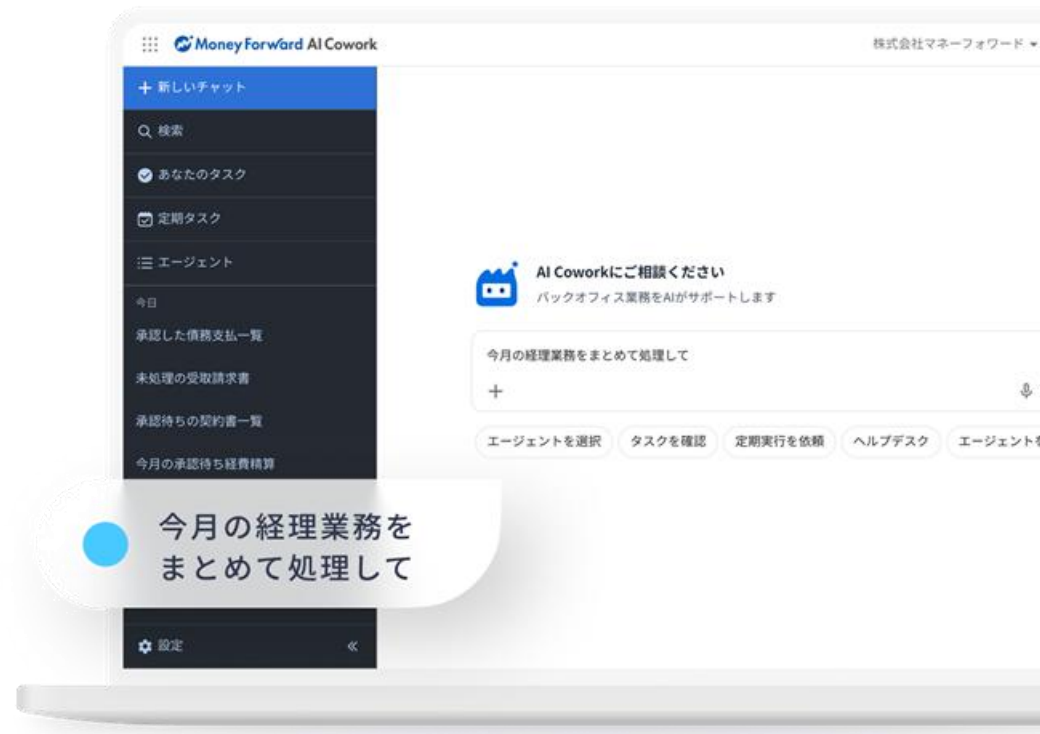 Money Forward AI Cowork
株式会社マネーフォワード
新しいチャット
検索
あなたのタスク
定期タスク
エージェント
今日
承認した債務支払一覧
未処理の受取請求書
承認待ちの契約書一覧
今月の承認待ち経費精算
AI Coworkにご相談ください
バックオフィス業務をAIがサポートします
今月の経理業務をまとめて処理して
エージェントを選択 タスクを確認 定期実行を依頼 ヘルプデスク エージェントを
今月の経理業務を
まとめて処理して
設定